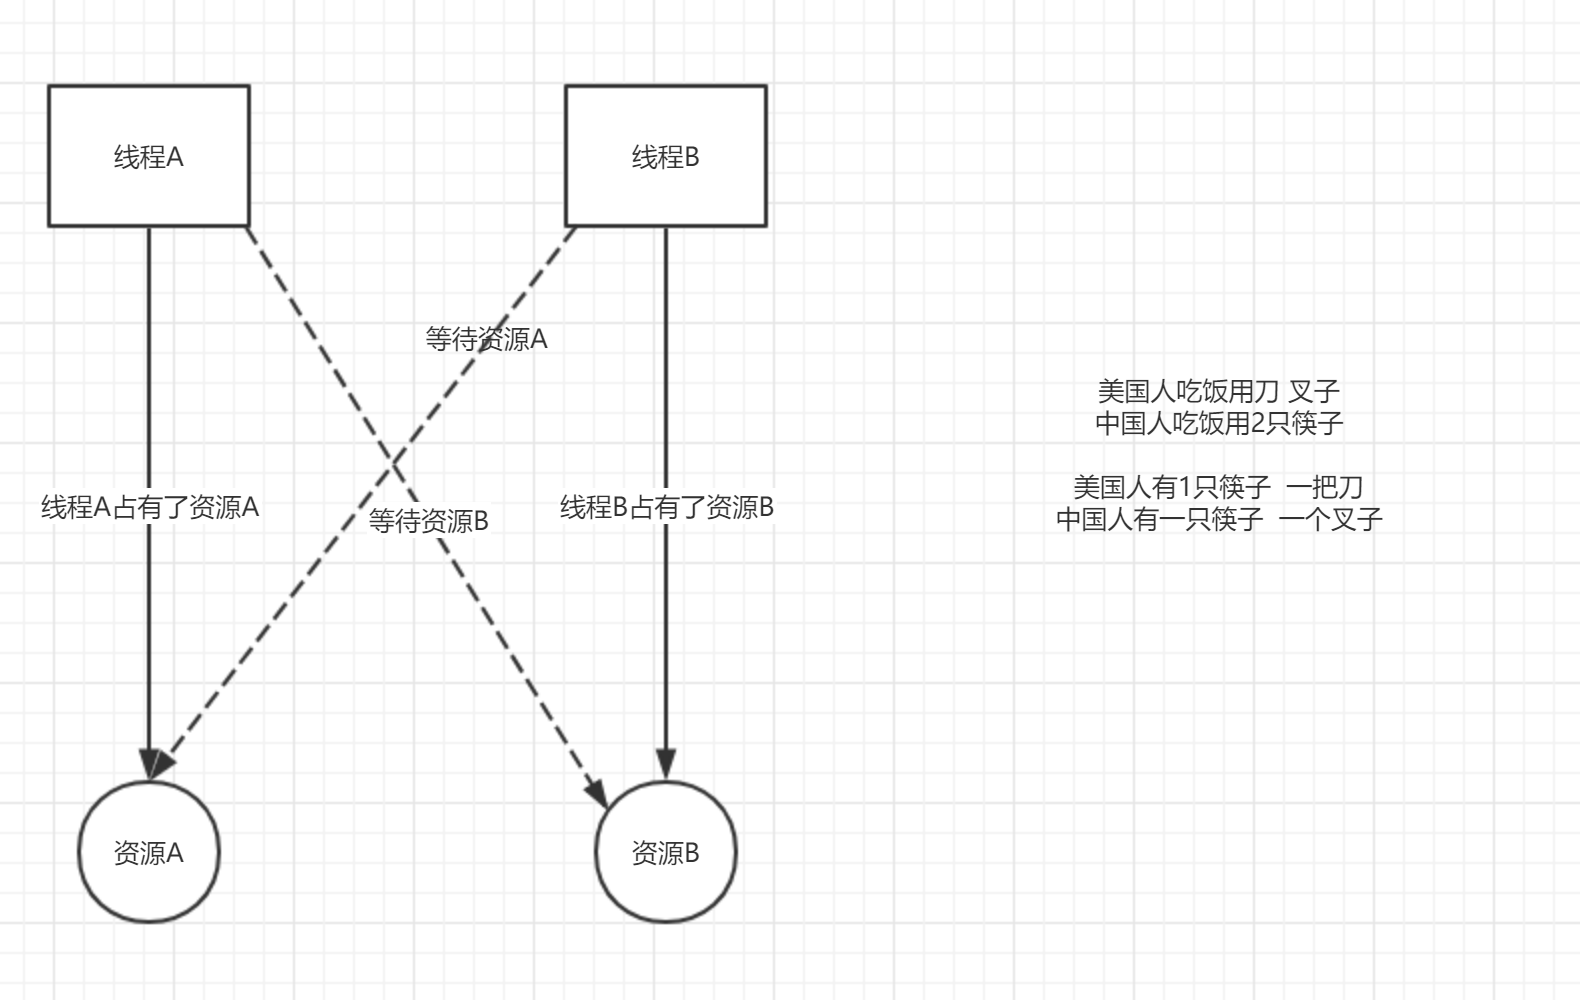 线程A
线程B
等待资源A
线程A占有了资源A
等待资源B
线程B占有了资源B
资源A
资源B
美国人吃饭用刀 叉子
中国人吃饭用2只筷子
美国人有1只筷子 一把刀
中国人有一只筷子 一个叉子